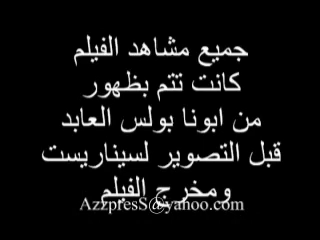 جميع مشاهد الفيلم
كانت تتم بظهور
من ابونا بولس العابد
قبل التصوير لسيناريست
ومخرج الفيلم
AzzpresS@yahoo.com